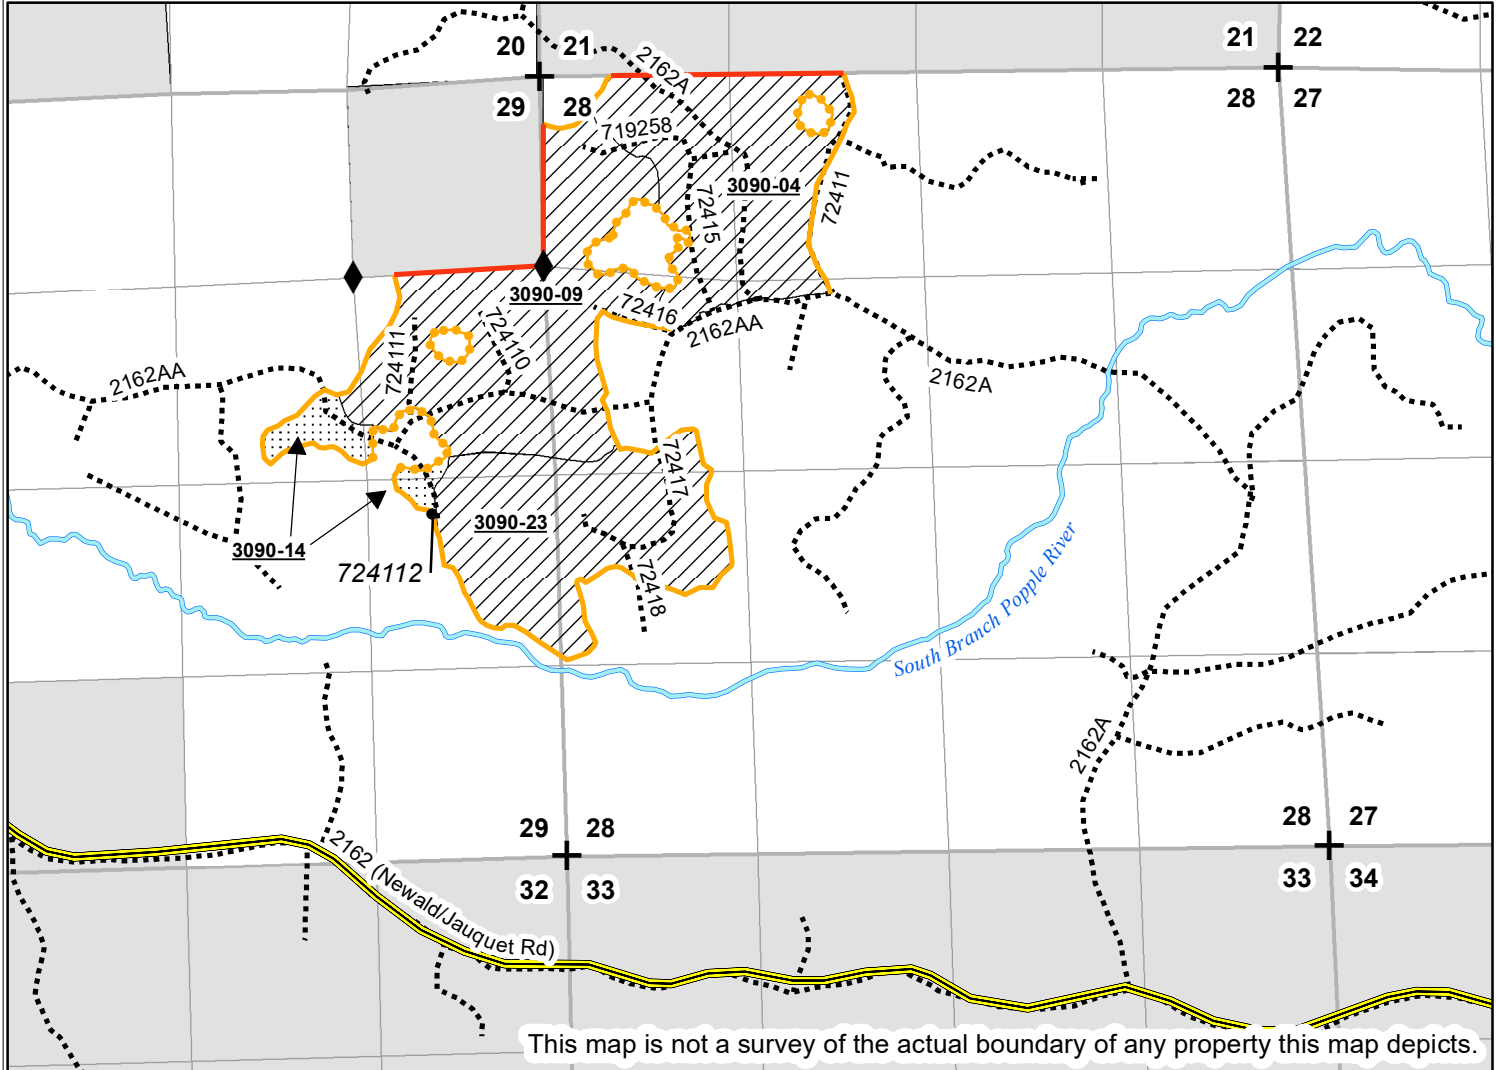 20 21
21 22
2162A
29 28
28 27
719258
3090-04
72415
72411
3090-09
72416
2162AA
724111
724110
2162AA
2162A
72417
3090-23
3090-14
724112
72418
South Branch Popple River
2162A
29 28
28 27
2162 (Newald/Jauquet Rd)
32 33
33 34
This map is not a survey of the actual boundary of any property this map depicts.